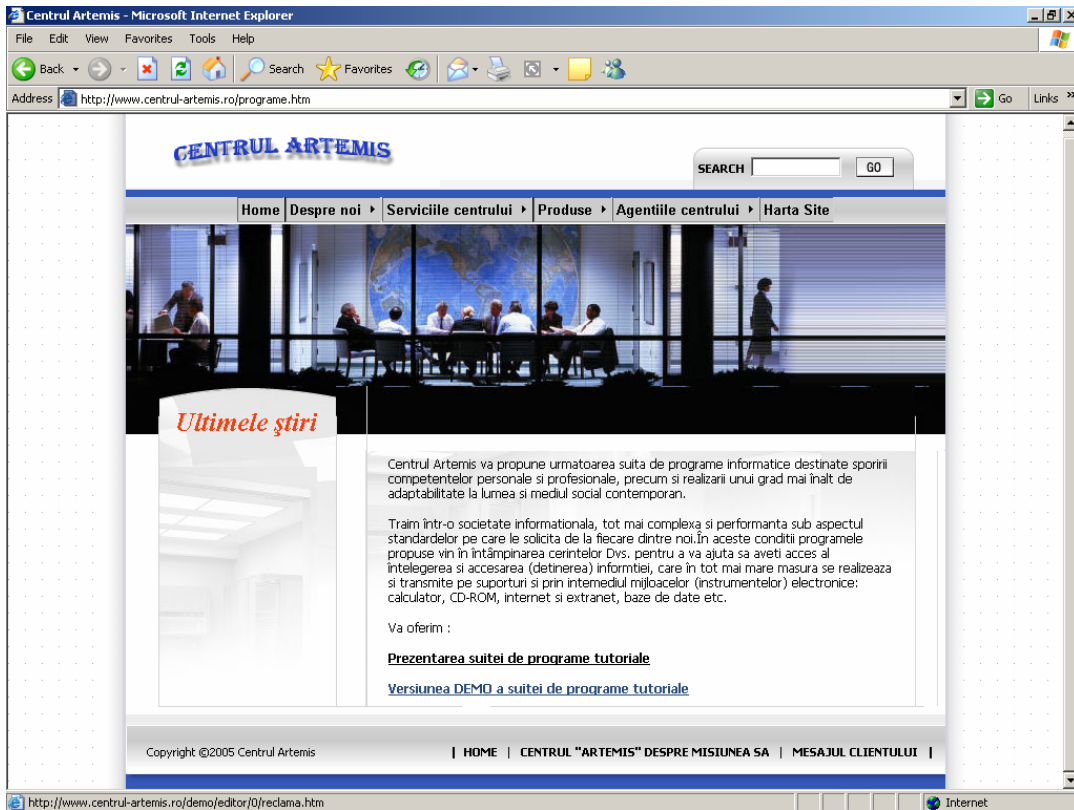 Centrul Artemis - Microsoft Internet Explorer
File Edit View Favorites Tools Help
Back Search Favorites
Address http://www.centrul-artemis.ro/programe.htm Go Links »
CENTRUL ARTEMIS
SEARCH GO
Home Despre noi Serviciile centrului Produse Agentiile centrului Harta Site
Ultimele ştiri
Centrul Artemis va propune urmatoarea suita de programe informatice destinate sporirii
competentelor personale si profesionale, precum si realizarii unui grad mai înalt de
adaptabilitate la lumea si mediul social contemporan.
Traim într-o societate informationala, tot mai complexa si performanta sub aspectul
standardelor pe care le solicita de la fiecare dintre noi.În aceste conditii programele
propuse vin în întâmpinarea cerintelor Dvs. pentru a va ajuta sa aveti acces al
întelegerea si accesarea (detinerea) informtiei, care în tot mai mare masura se realizeaza
si transmite pe suporturi si prin intemediul mijloacelor (instrumentelor) electronice:
calculator, CD-ROM, internet si extranet, baze de date etc.
Va oferim :
Prezentarea suitei de programe tutoriale
Versiunea DEMO a suitei de programe tutoriale
Copyright ©2005 Centrul Artemis | HOME | CENTRUL "ARTEMIS" DESPRE MISIUNEA SA | MESAJUL CLIENTULUI |
http://www.centrul-artemis.ro/demo/editor/0/reclama.htm Internet